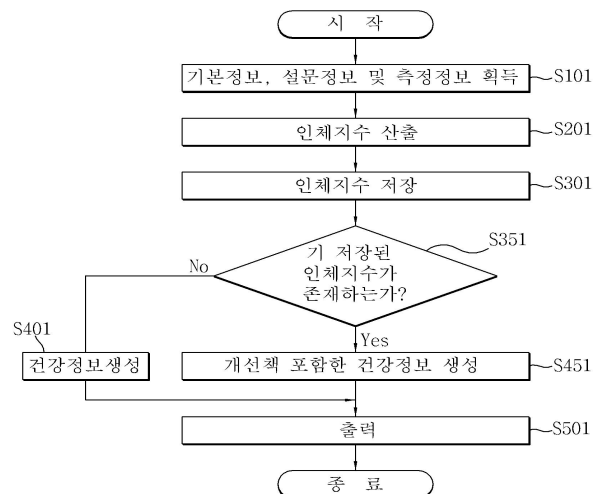 시 작
기본정보, 설문정보 및 측정정보 획득
S101
인체지수 산출
S201
인체지수 저장
S301
기 저장된
인체지수가
존재하는가?
S351
No
Yes
S401
건강정보생성
개선책 포함한 건강정보 생성
S451
출력
S501
종 료